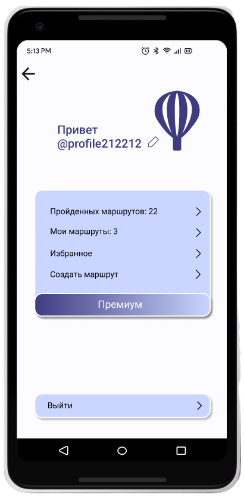 5:13 PM
Привет
@profile212212
Пройденных маршрутов: 22
Мои маршруты: 3
Избранное
Создать маршрут
Премиум
Выйти